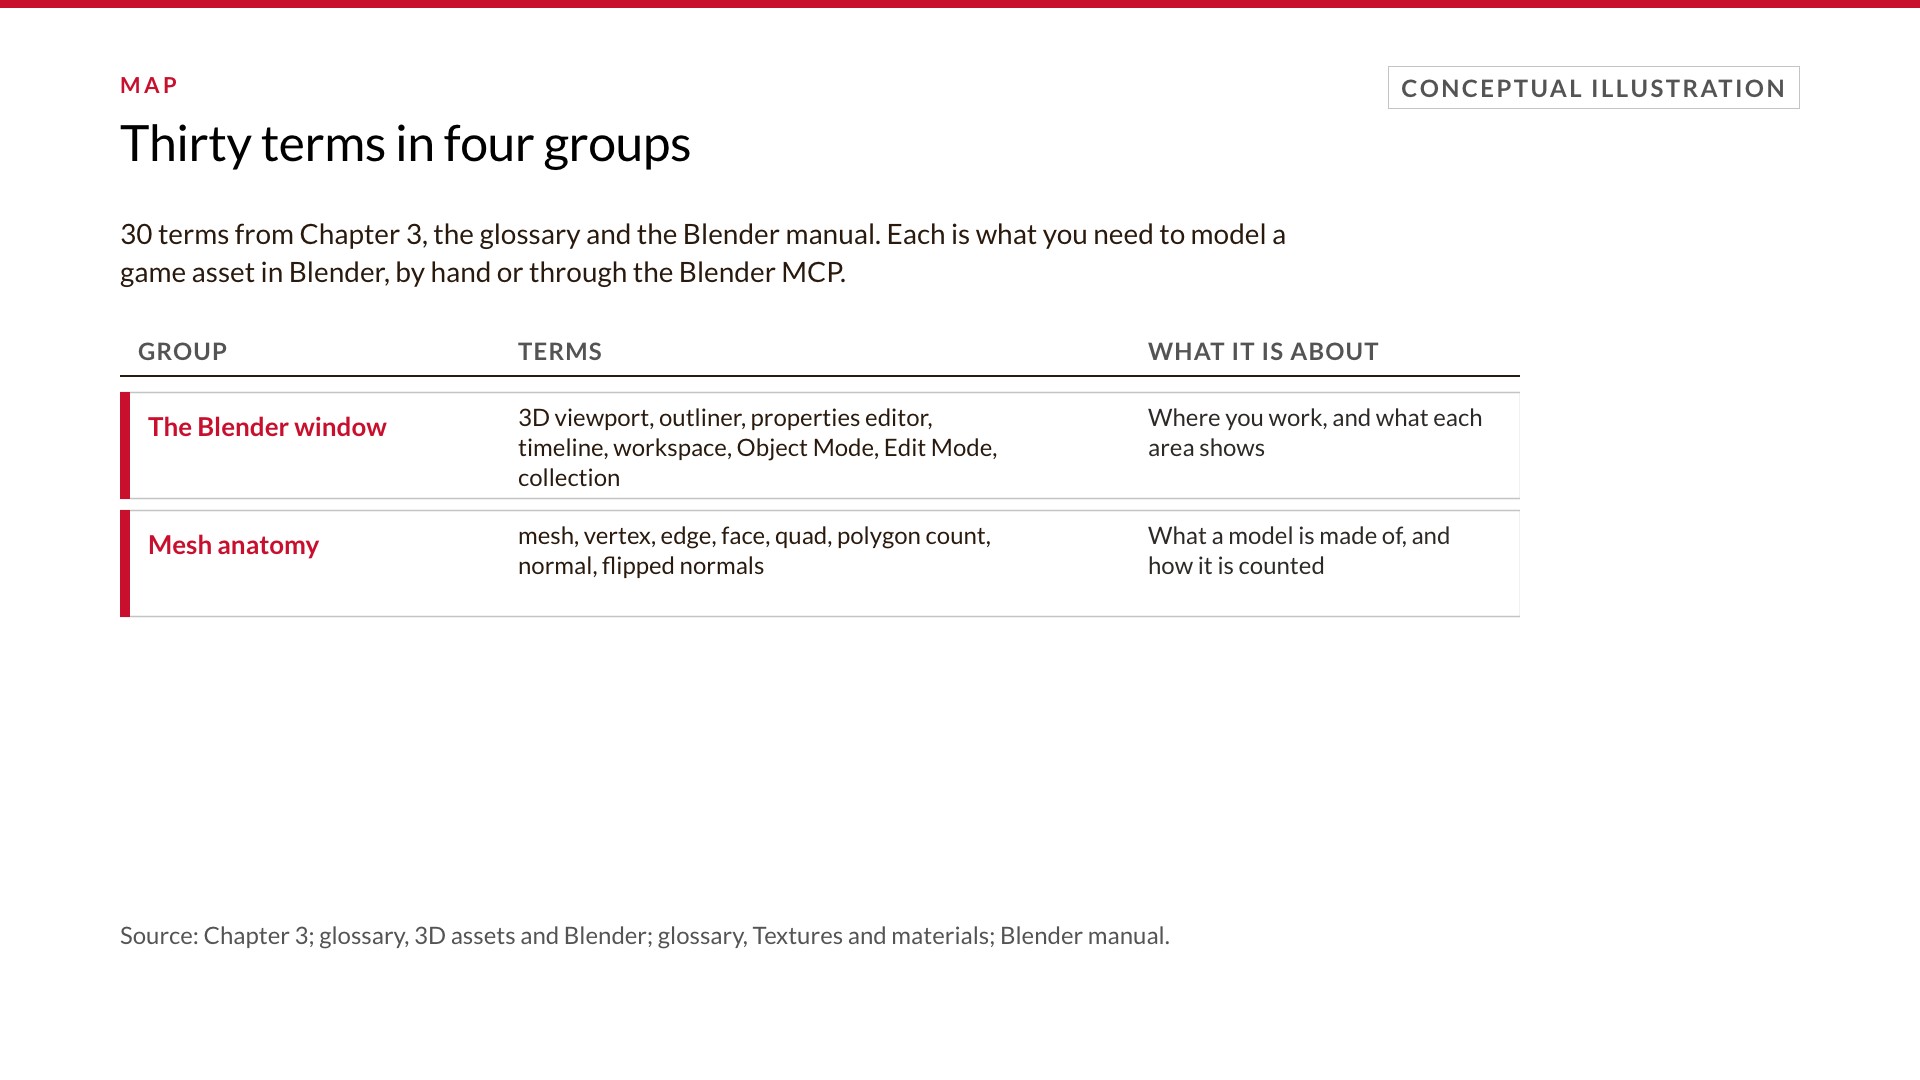 MAP
CONCEPTUAL ILLUSTRATION
Thirty terms in four groups
30 terms from Chapter 3, the glossary and the Blender manual. Each is what you need to model a
game asset in Blender, by hand or through the Blender MCP.
GROUP TERMS WHAT IT IS ABOUT
The Blender window
3D viewport, outliner, properties editor,
timeline, workspace, Object Mode, Edit Mode,
collection
Where you work, and what each
area shows
Mesh anatomy
mesh, vertex, edge, face, quad, polygon count,
normal, flipped normals
What a model is made of, and
how it is counted
Source: Chapter 3; glossary, 3D assets and Blender; glossary, Textures and materials; Blender manual.